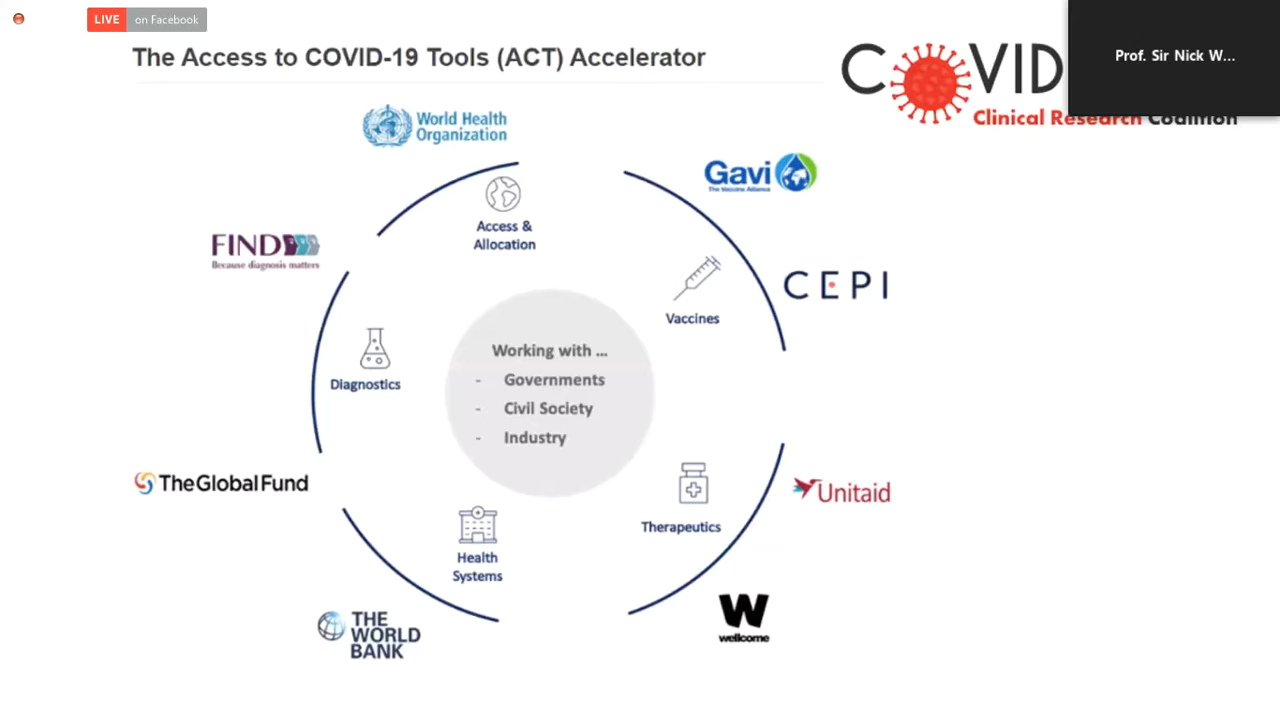 LIVE on Facebook
The Access to COVID-19 Tools (ACT) Accelerator
COVID
Prof. Sir Nick W...
Clinical Research Coalition
World Health
Organization
Gavi
The Vaccine Alliance
Access &
Allocation
FIND
Because diagnosis matters
CEPI
Vaccines
Diagnostics
Working with ...
- Governments
- Civil Society
- Industry
TheGlobalFund
Unitaid
Therapeutics
Health
Systems
W
wellcome
THE
WORLD
BANK